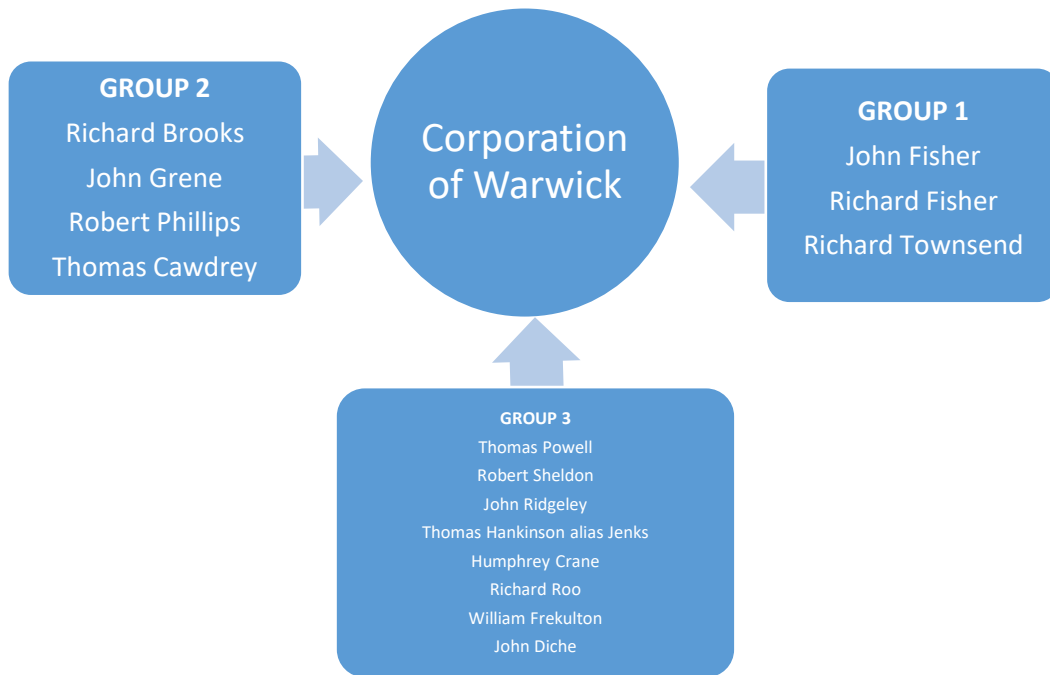 GROUP 2
Richard Brooks
John Grene
Robert Phillips
Thomas Cawdrey
Corporation
of Warwick
GROUP 1
John Fisher
Richard Fisher
Richard Townsend
GROUP 3
Thomas Powell
Robert Sheldon
John Ridgeley
Thomas Hankinson alias Jenks
Humphrey Crane
Richard Roo
William Frekulton
John Diche